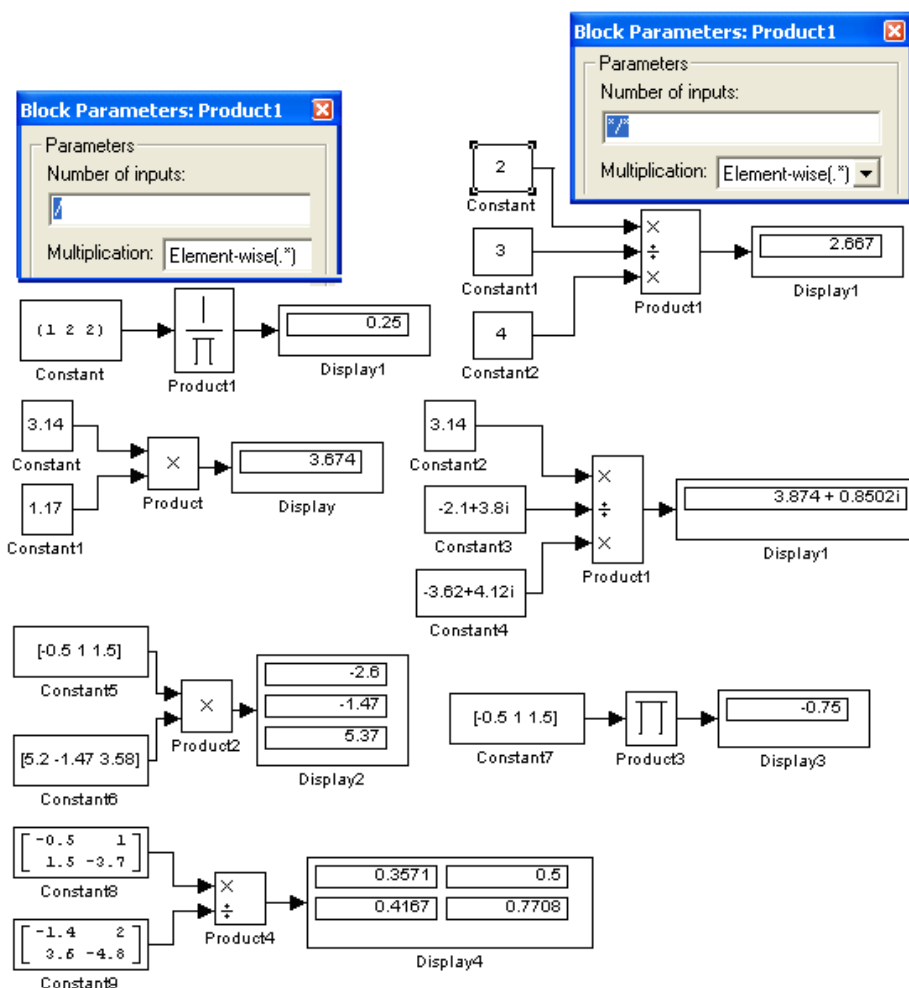 Block Parameters: Product1
Parameters
Number of inputs:
*/*
Multiplication: Element-wise(.*)
Block Parameters: Product1
Parameters
Number of inputs:
/
Multiplication: Element-wise(.*)
2
Constant
3
Constant1
4
Constant2
×
÷
×
Product1
2.667
Display1
(1 2 2)
Constant
1
∏
Product1
0.25
Display1
3.14
Constant
1.17
Constant1
×
Product
3.674
Display
3.14
Constant2
-2.1+3.8i
Constant3
-3.62+4.12i
Constant4
×
÷
×
Product1
3.874 + 0.8502i
Display1
[-0.5 1 1.5]
Constant5
[5.2 -1.47 3.58]
Constant6
×
Product2
-2.6
-1.47
5.37
Display2
[-0.5 1 1.5]
Constant7
∏
Product3
-0.75
Display3
-0.5 1
1.5 -3.7
Constant8
-1.4 2
3.6 -4.8
Constant9
×
÷
Product4
0.3571 0.5
0.4167 0.7708
Display4